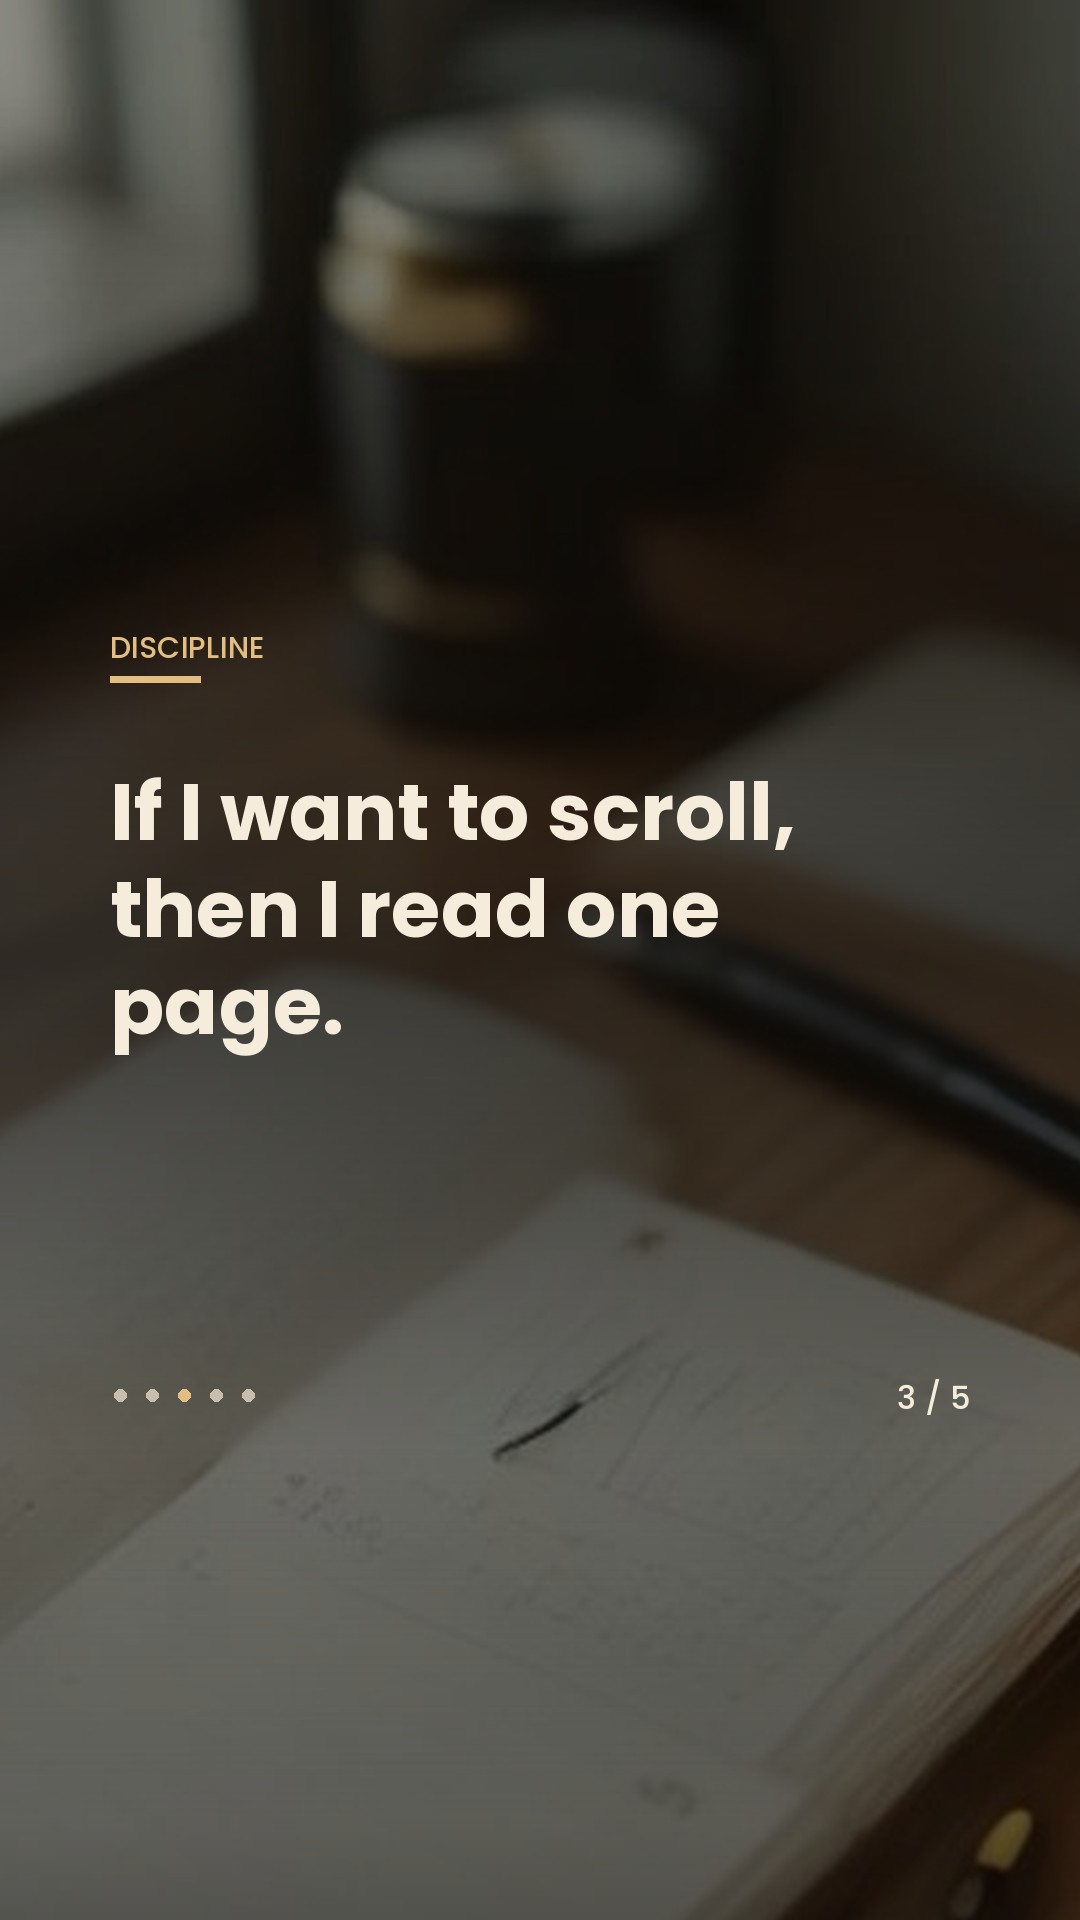 DISCIPLINE
If I want to scroll,
then I read one
page.
3 / 5